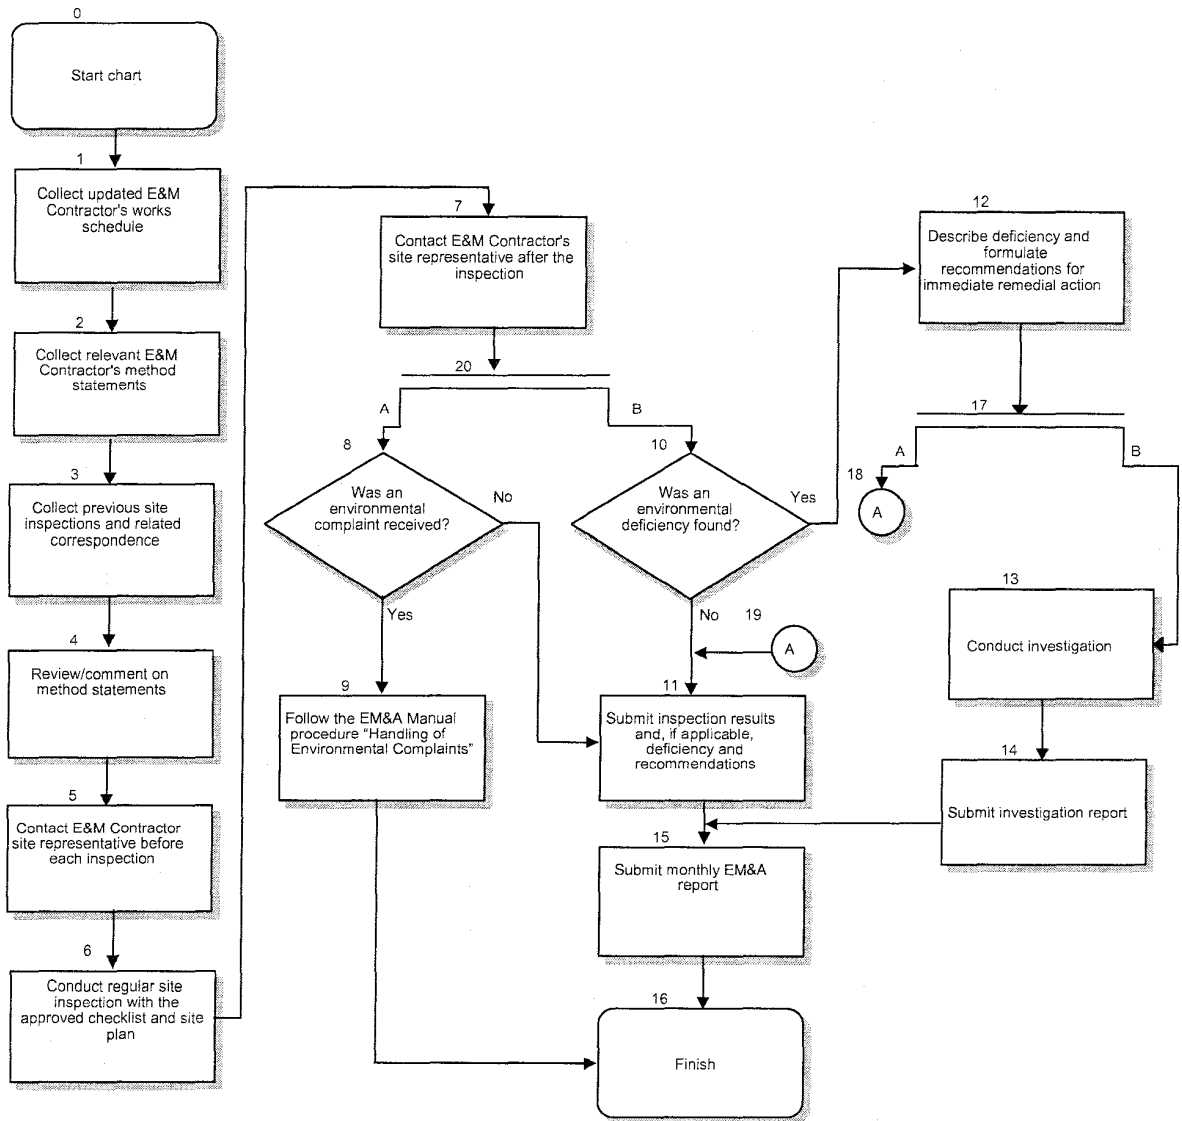 0
Start chart
1
Collect updated E&M
Contractor's works
schedule
2
Collect relevant E&M
Contractor's method
statements
3
Collect previous site
inspections and related
correspondence
4
Review/comment on
method statements
5
Contact E&M Contractor
site representative before
each inspection
6
Conduct regular site
inspection with the
approved checklist and site
plan
7
Contact E&M Contractor's
site representative after the
inspection
20
A
B
8
Was an
environmental
complaint received?
No
Yes
9
Follow the EM&A Manual
procedure “Handling of
Environmental Complaints”
10
Was an
environmental
deficiency found?
Yes
No
19
A
11
Submit inspection results
and, if applicable,
deficiency and
recommendations
12
Describe deficiency and
formulate
recommendations for
immediate remedial action
17
A
B
18
A
13
Conduct investigation
14
Submit investigation report
15
Submit monthly EM&A
report
16
Finish